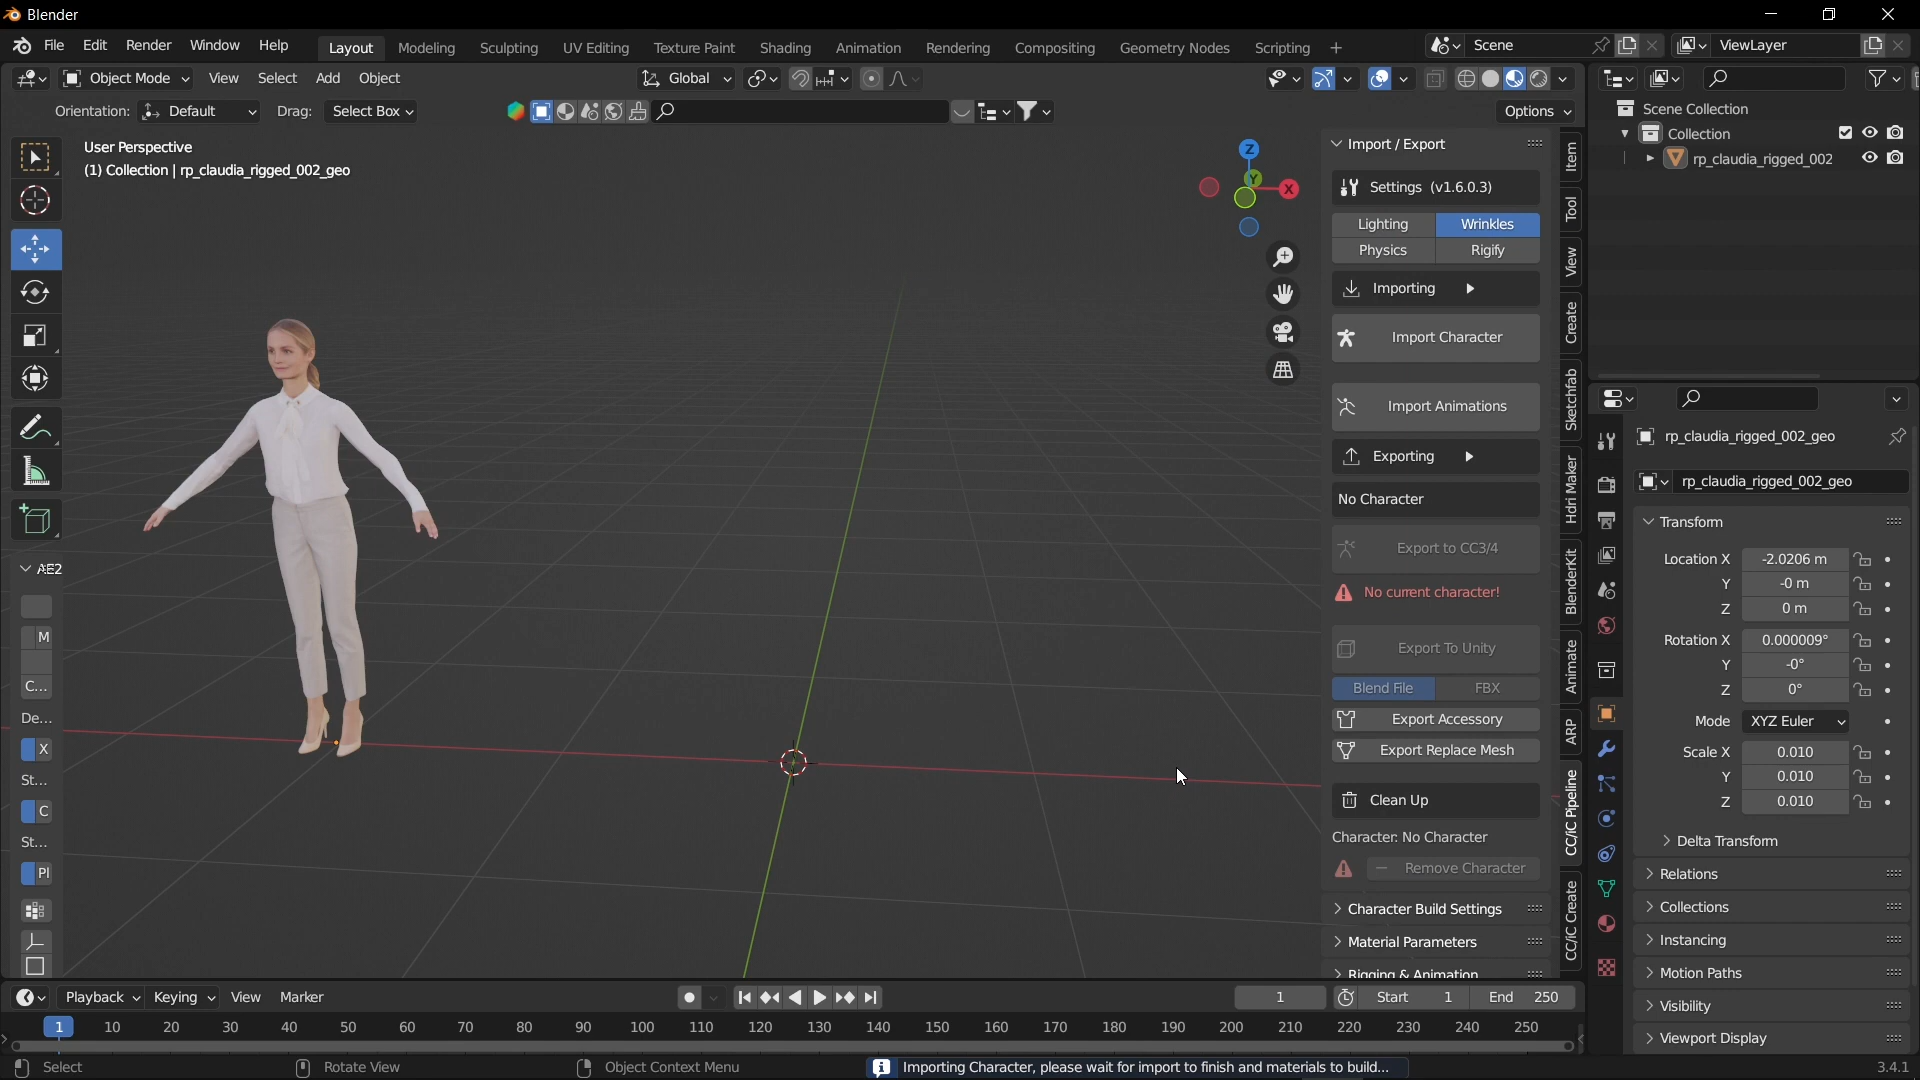 Blender
File Edit Render Window Help Layout Modeling Sculpting UV Editing Texture Paint Shading Animation Rendering Compositing Geometry Nodes Scripting + Scene ViewLayer
Object Mode View Select Add Object Global
Orientation: Default Drag: Select Box Options
User Perspective
(1) Collection | rp_claudia_rigged_002_geo
Z
Y
X
AE2
M
C...
De...
X
St...
C
St...
Pl
Import / Export
Settings (v1.6.0.3)
Lighting Wrinkles
Physics Rigify
Importing
Import Character
Import Animations
Exporting
No Character
Export to CC3/4
No current character!
Export To Unity
Blend File FBX
Export Accessory
Export Replace Mesh
Clean Up
Character: No Character
Remove Character
Character Build Settings
Material Parameters
Rigging & Animation
Item
Tool
View
Create
Sketchfab
Hdri Maker
BlenderKit
Animate
ARP
CC/iC Pipeline
CC/iC Create
Scene Collection
Collection
rp_claudia_rigged_002
rp_claudia_rigged_002_geo
rp_claudia_rigged_002_geo
Transform
Location X -2.0206 m
Y -0 m
Z 0 m
Rotation X 0.000009°
Y -0°
Z 0°
Mode XYZ Euler
Scale X 0.010
Y 0.010
Z 0.010
Delta Transform
Relations
Collections
Instancing
Motion Paths
Visibility
Viewport Display
Playback Keying View Marker 1 Start 1 End 250
1 10 20 30 40 50 60 70 80 90 100 110 120 130 140 150 160 170 180 190 200 210 220 230 240 250
Select Rotate View Object Context Menu Importing Character, please wait for import to finish and materials to build... 3.4.1